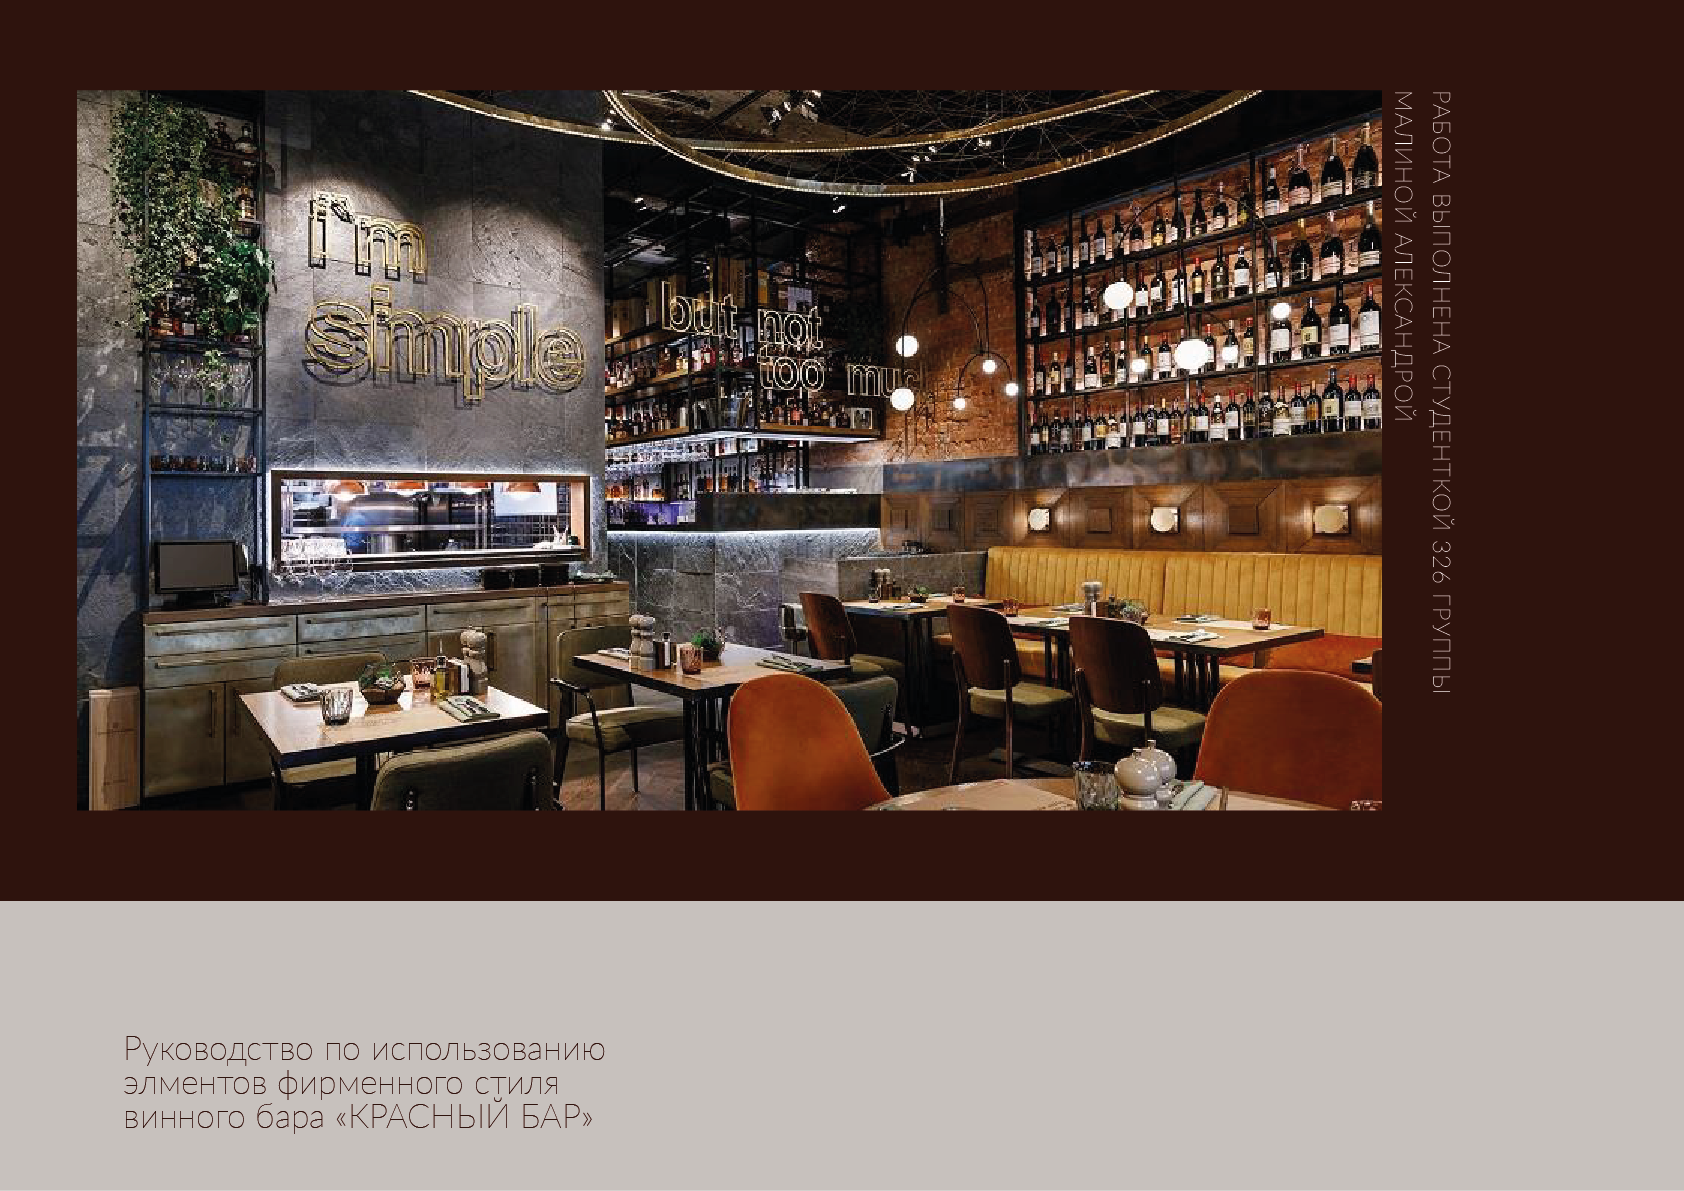 i'm
simple
but not
too
РАБОТА ВЫПОЛНЕНА СТУДЕНТКОЙ 326 ГРУППЫ
МАЛИНОЙ АЛЕКСАНДРОЙ
Руководство по использованию
элментов фирменного стиля
винного бара «КРАСНЫЙ БАР»